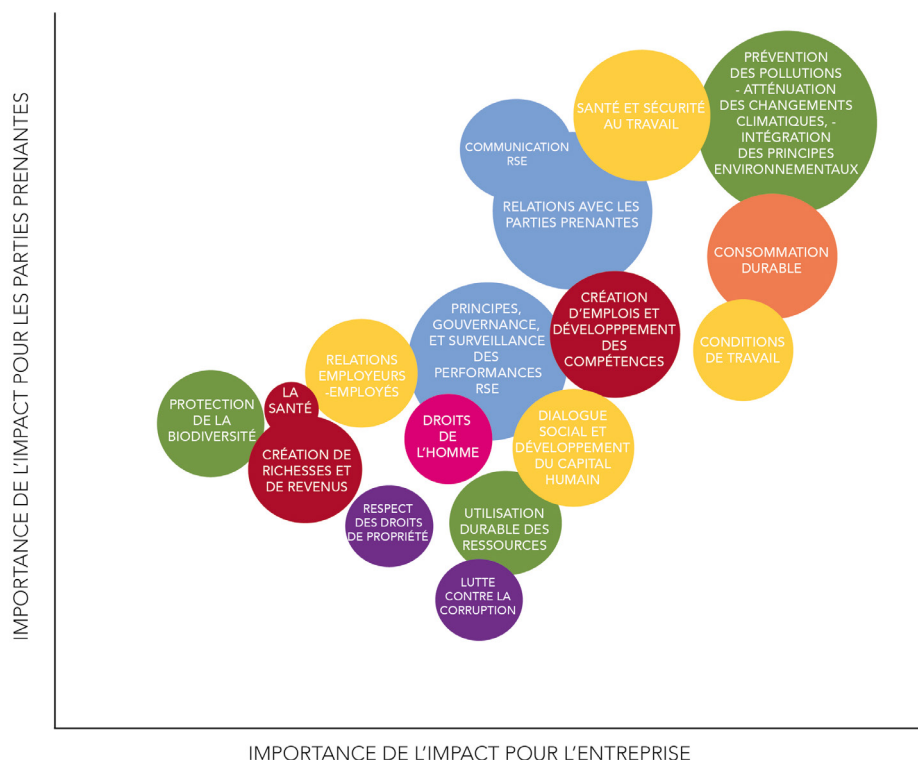 IMPORTANCE DE L'IMPACT POUR LES PARTIES PRENANTES
PRÉVENTION
DES POLLUTIONS
- ATTÉNUATION
DES CHANGEMENTS
CLIMATIQUES, -
INTÉGRATION
DES PRINCIPES
ENVIRONNEMENTAUX
SANTÉ ET SÉCURITÉ
AU TRAVAIL
COMMUNICATION
RSE
RELATIONS AVEC LES
PARTIES PRENANTES
CONSOMMATION
DURABLE
CRÉATION
D'EMPLOIS ET
DÉVELOPPPEMENT
DES
COMPÉTENCES
PRINCIPES,
GOUVERNANCE,
ET SURVEILLANCE
DES
PERFORMANCES
RSE
CONDITIONS
DE TRAVAIL
RELATIONS
EMPLOYEURS
-EMPLOYÉS
LA
SANTÉ
PROTECTION
DE LA
BIODIVERSITÉ
DROITS
DE
L'HOMME
DIALOGUE
SOCIAL ET
DÉVELOPPEMENT
DU CAPITAL
HUMAIN
CRÉATION DE
RICHESSES ET
DE REVENUS
RESPECT
DES DROITS
DE PROPRIÉTÉ
UTILISATION
DURABLE DES
RESSOURCES
LUTTE
CONTRE LA
CORRUPTION
IMPORTANCE DE L'IMPACT POUR L'ENTREPRISE